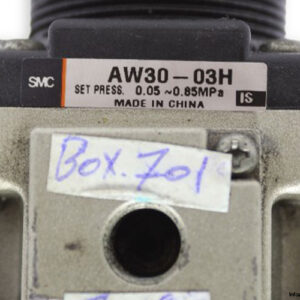 SMC
AW30-03H
SET PRESS. 0.05 ~0.85MPa
MADE IN CHINA
IS
Box.701